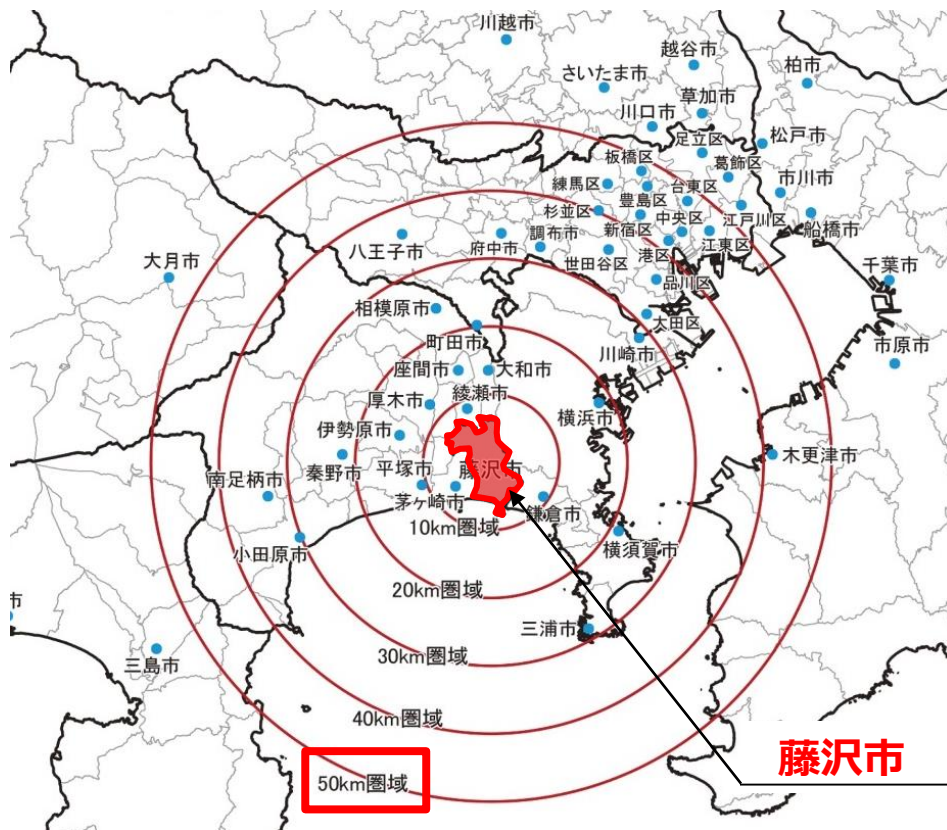 川越市
越谷市
さいたま市
柏市
草加市
川口市
足立区
松戸市
板橋区
葛飾区
練馬区
台東区
市川市
豊島区
杉並区
中央区
江戸川区
新宿区
船橋市
八王子市
府中市
調布市
港区
江東区
世田谷区
大月市
千葉市
品川区
相模原市
大田区
町田市
川崎市
市原市
座間市
大和市
綾瀬市
厚木市
横浜市
伊勢原市
木更津市
秦野市
平塚市
藤沢市
南足柄市
茅ヶ崎市
鎌倉市
10km圏域
小田原市
横須賀市
20km圏域
市
三浦市
30km圏域
三島市
40km圏域
藤沢市
50km圏域